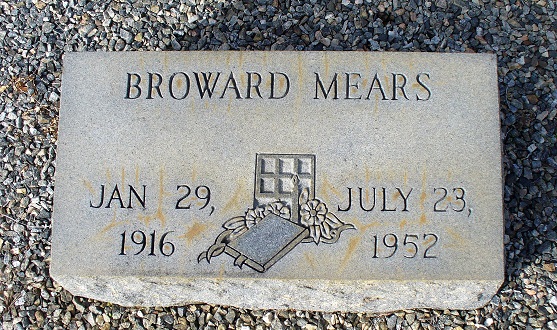 BROWARD MEARS
JAN 29, JULY 23,
1916 1952